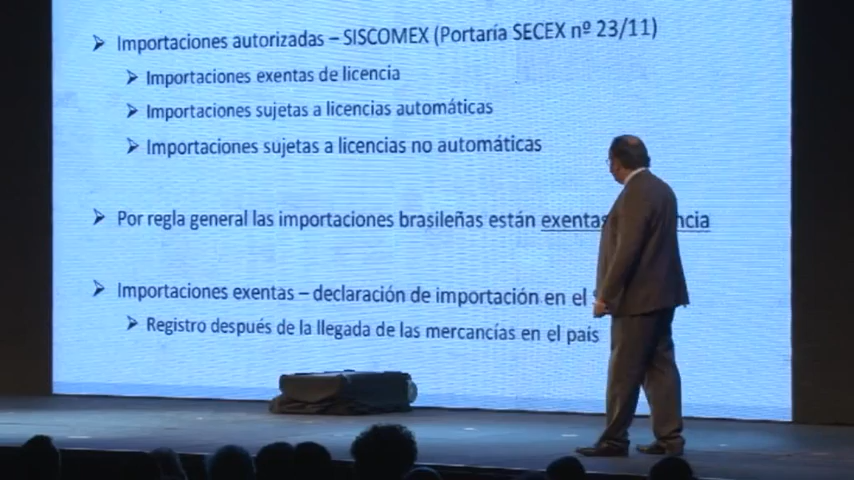 Importaciones autorizadas – SISCOMEX (Portaría SECEX nº 23/11)
Importaciones exentas de licencia
Importaciones sujetas a licencias automáticas
Importaciones sujetas a licencias no automáticas
Por regla general las importaciones brasileñas están
Importaciones exentas – declaración de importación en el
Registro después de la llegada de las mercancías en el país